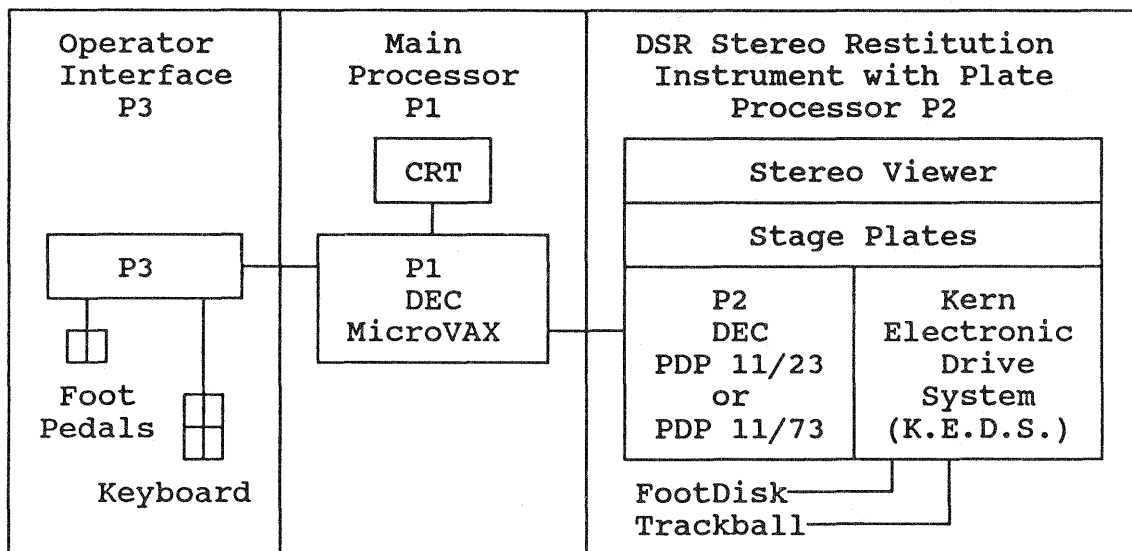 Operator
Interface
P3
Main
Processor
P1
DSR Stereo Restitution
Instrument with Plate
Processor P2
CRT
Stereo Viewer
Stage Plates
P3
P1
DEC
MicroVAX
P2
DEC
PDP 11/23
or
PDP 11/73
Kern
Electronic
Drive
System
(K.E.D.S.)
Foot
Pedals
Keyboard
FootDisk
Trackball